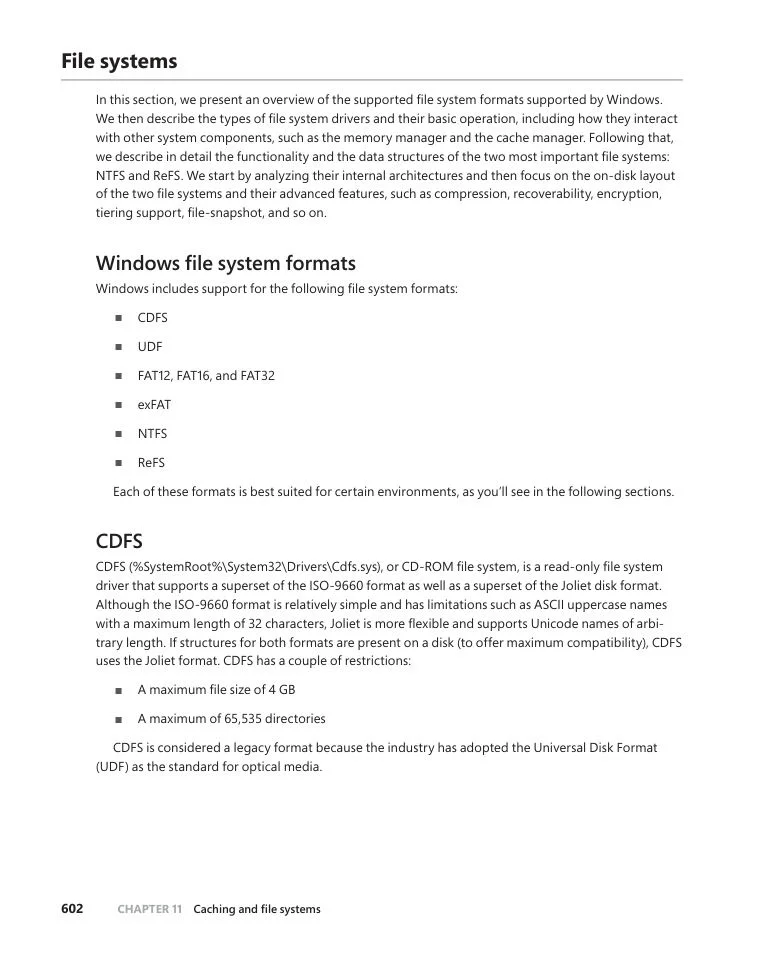 File systems
In this section, we present an overview of the supported file system formats supported by Windows.
We then describe the types of file system drivers and their basic operation, including how they interact
with other system components, such as the memory manager and the cache manager. Following that,
we describe in detail the functionality and the data structures of the two most important file systems:
NTFS and ReFS. We start by analyzing their internal architectures and then focus on the on-disk layout
of the two file systems and their advanced features, such as compression, recoverability, encryption,
tiering support, file-snapshot, and so on.
Windows file system formats
Windows includes support for the following file system formats:
■ CDFS
■ UDF
■ FAT12, FAT16, and FAT32
■ exFAT
■ NTFS
■ ReFS
Each of these formats is best suited for certain environments, as you’ll see in the following sections.
CDFS
CDFS (%SystemRoot%\System32\Drivers\Cdfs.sys), or CD-ROM file system, is a read-only file system
driver that supports a superset of the ISO-9660 format as well as a superset of the Joliet disk format.
Although the ISO-9660 format is relatively simple and has limitations such as ASCII uppercase names
with a maximum length of 32 characters, Joliet is more flexible and supports Unicode names of arbi-
trary length. If structures for both formats are present on a disk (to offer maximum compatibility), CDFS
uses the Joliet format. CDFS has a couple of restrictions:
■ A maximum file size of 4 GB
■ A maximum of 65,535 directories
CDFS is considered a legacy format because the industry has adopted the Universal Disk Format
(UDF) as the standard for optical media.
602 CHAPTER 11 Caching and file systems